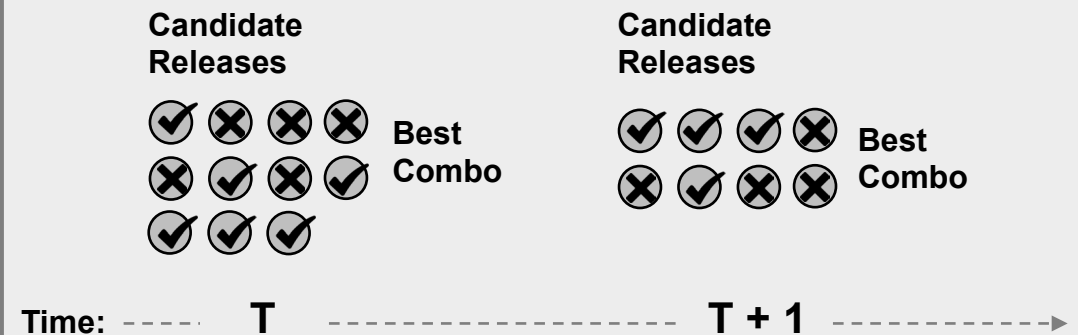 Candidate
Releases
Best
Combo
Candidate
Releases
Best
Combo
Time: T T + 1